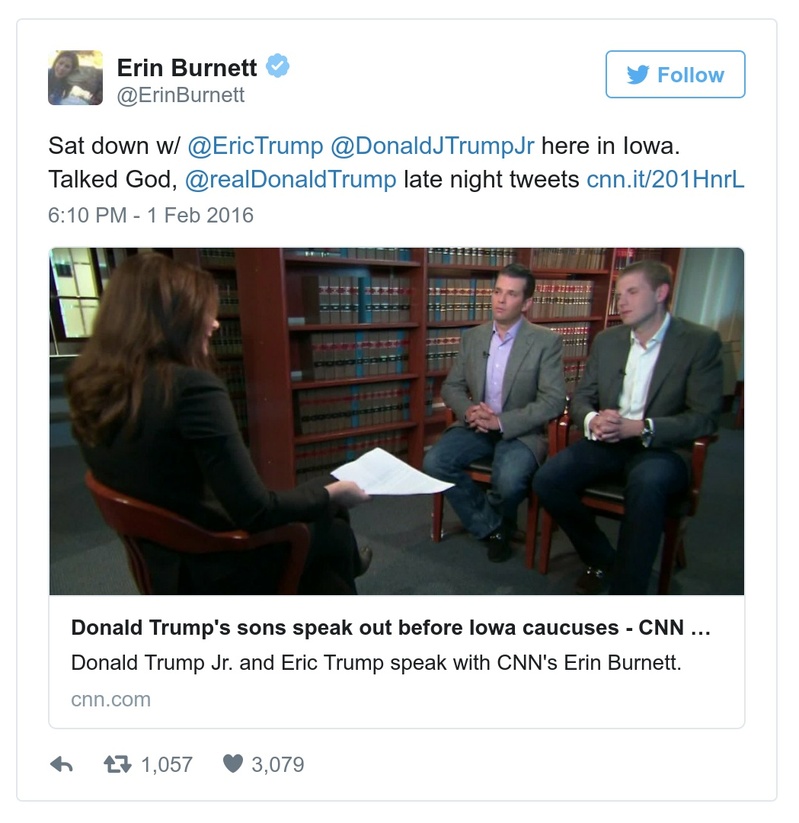 Erin Burnett
@ErinBurnett
Follow
Sat down w/ @EricTrump @DonaldJTrumpJr here in Iowa.
Talked God, @realDonaldTrump late night tweets cnn.it/201HnrL
6:10 PM - 1 Feb 2016
Donald Trump's sons speak out before Iowa caucuses - CNN ...
Donald Trump Jr. and Eric Trump speak with CNN's Erin Burnett.
cnn.com
1,057 3,079